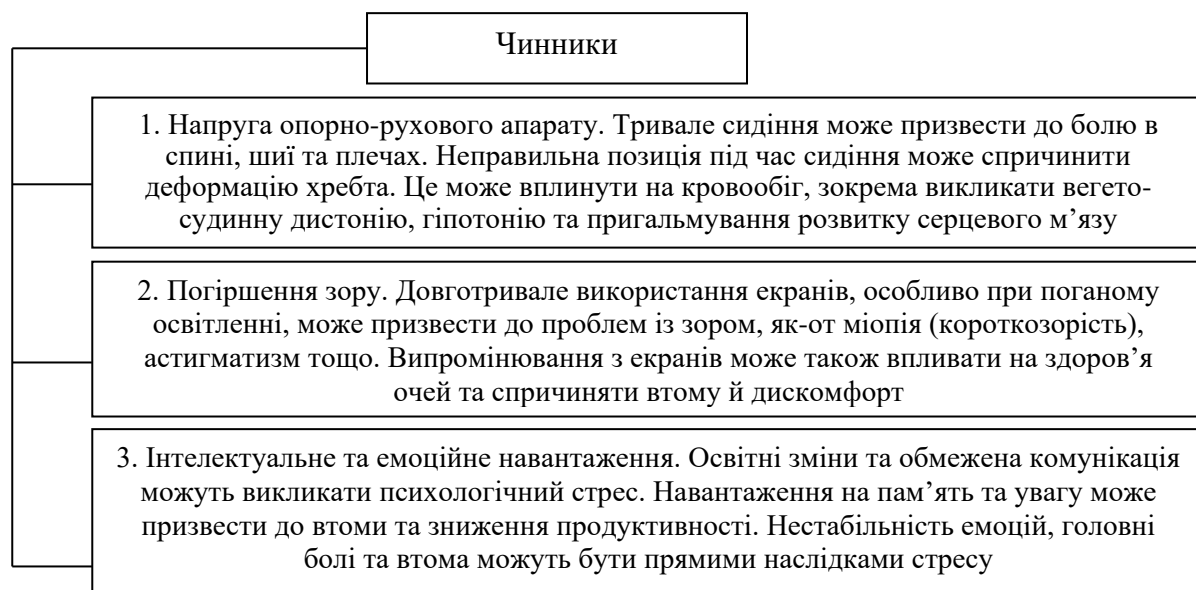 Чинники
1. Напруга опорно-рухового апарату. Тривале сидіння може призвести до болю в
спині, шиї та плечах. Неправильна позиція під час сидіння може спричинити
деформацію хребта. Це може вплинути на кровообіг, зокрема викликати вегето-
судинну дистонію, гіпотонію та пригальмування розвитку серцевого м’язу
2. Погіршення зору. Довготривале використання екранів, особливо при поганому
освітленні, може призвести до проблем із зором, як-от міопія (короткозорість),
астигматизм тощо. Випромінювання з екранів може також впливати на здоров’я
очей та спричиняти втому й дискомфорт
3. Інтелектуальне та емоційне навантаження. Освітні зміни та обмежена комунікація
можуть викликати психологічний стрес. Навантаження на пам’ять та увагу може
призвести до втоми та зниження продуктивності. Нестабільність емоцій, головні
болі та втома можуть бути прямими наслідками стресу